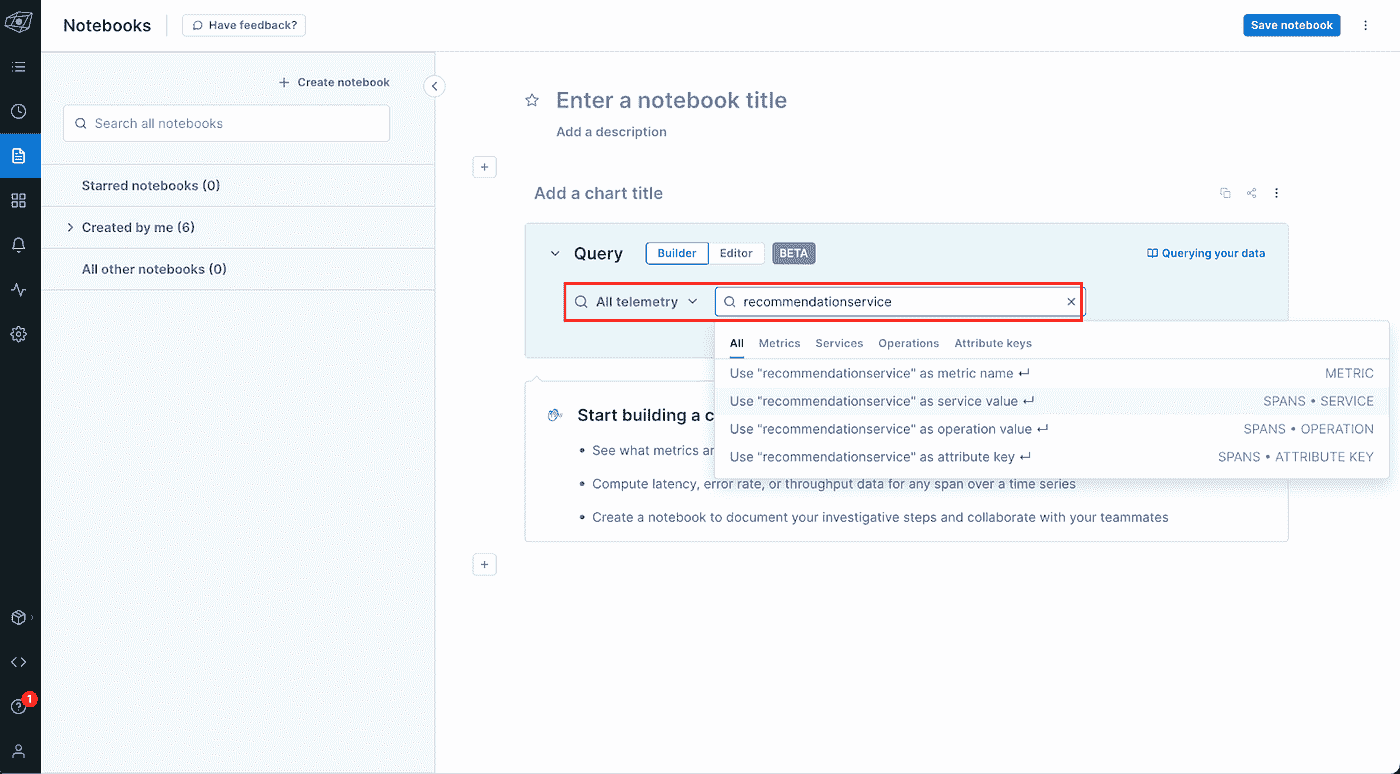 Notebooks
Have feedback?
Save notebook
+ Create notebook
Search all notebooks
Starred notebooks (0)
Created by me (6)
All other notebooks (0)
1
Enter a notebook title
Add a description
+
Add a chart title
Query
Builder
Editor
BETA
Querying your data
All telemetry
recommendationservice
All Metrics Services Operations Attribute keys
Use "recommendationservice" as metric name ↵ METRIC
Use "recommendationservice" as service value ↵ SPANS • SERVICE
Use "recommendationservice" as operation value ↵ SPANS • OPERATION
Use "recommendationservice" as attribute key ↵ SPANS • ATTRIBUTE KEY
Start building a c
• See what metrics ar
• Compute latency, error rate, or throughput data for any span over a time series
• Create a notebook to document your investigative steps and collaborate with your teammates
+